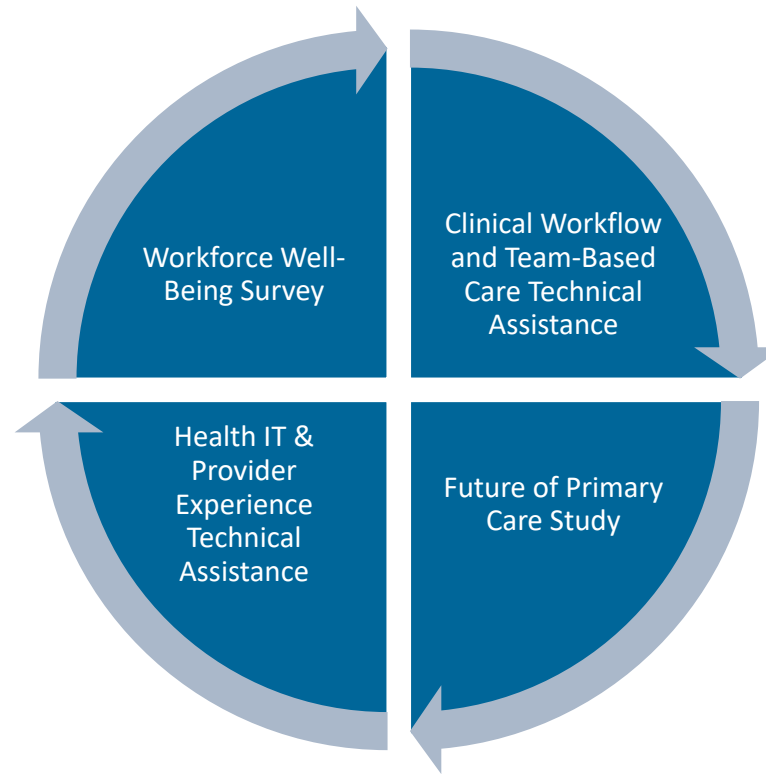 Workforce Well-
Being Survey
Clinical Workflow
and Team-Based
Care Technical
Assistance
Health IT &
Provider
Experience
Technical
Assistance
Future of Primary
Care Study